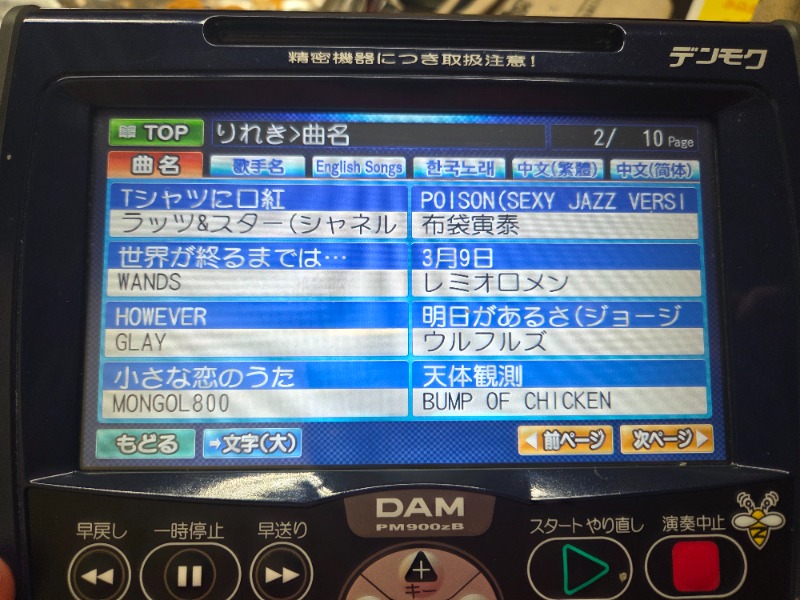 精密機器につき取扱注意!
デンモク
TOP りれき>曲名 2/ 10 Page
曲名 歌手名 English Songs 한국노래 中文(繁體) 中文(简体)
Tシャツに口紅
ラッツ&スター(シャネル
POISON(SEXY JAZZ VERSI
布袋寅泰
世界が終るまでは…
WANDS
3月9日
レミオロメン
HOWEVER
GLAY
明日があるさ(ジョージ
ウルフルズ
小さな恋のうた
MONGOL800
天体観測
BUMP OF CHICKEN
もどる ➡文字(大) ◀前ページ 次ページ▶
DAM
PM900zB
早戻し 一時停止 早送り
スタート やり直し 演奏中止
+
キー